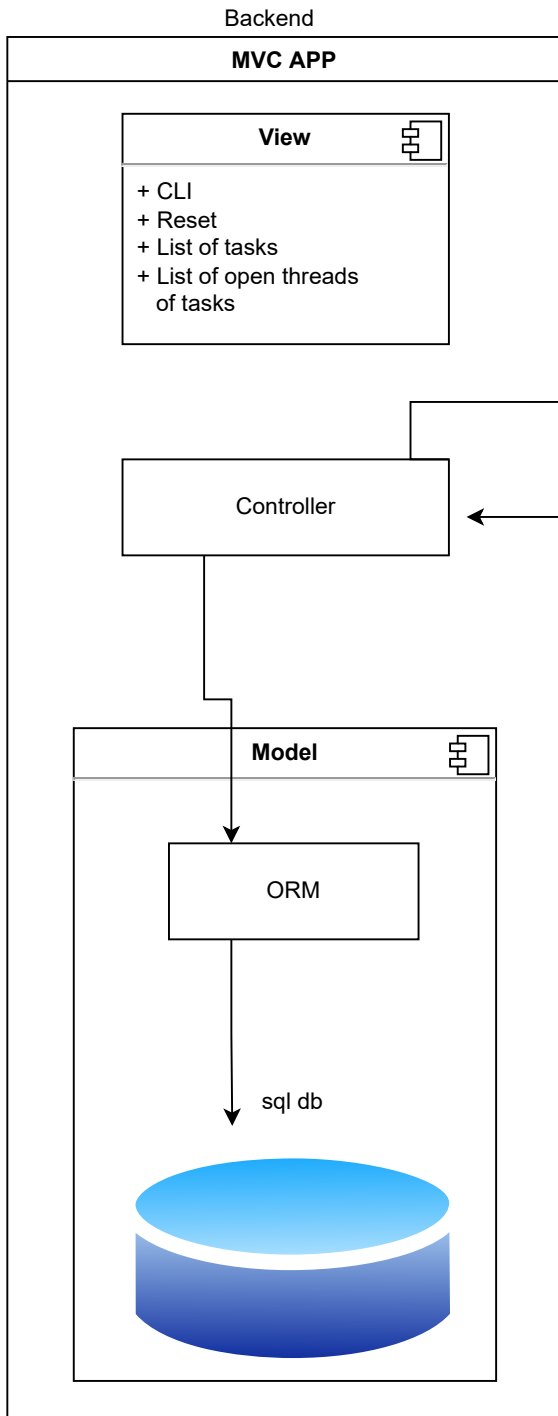 Backend
MVC APP
View
+ CLI
+ Reset
+ List of tasks
+ List of open threads
of tasks
Controller
Model
ORM
sql db